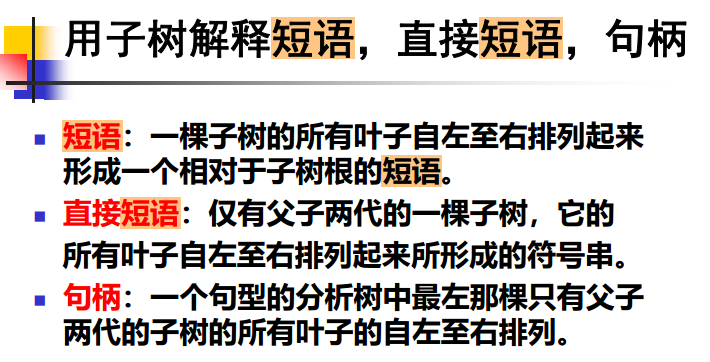 用子树解释短语，直接短语，句柄
短语：一棵子树的所有叶子自左至右排列起来
形成一个相对于子树根的短语。
直接短语：仅有父子两代的一棵子树，它的
所有叶子自左至右排列起来所形成的符号串。
句柄：一个句型的分析树中最左那棵只有父子
两代的子树的所有叶子的自左至右排列。